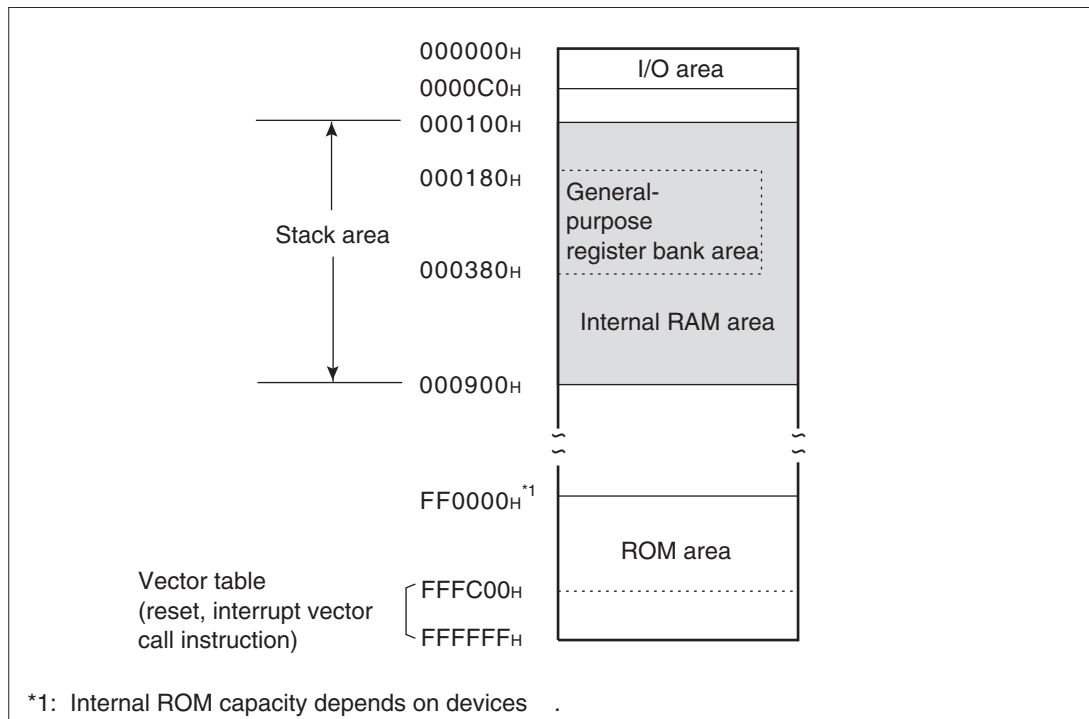 000000H
I/O area
0000C0H
000100H
000180H
General-
purpose
register bank area
Stack area
000380H
Internal RAM area
000900H
FF0000H*1
ROM area
Vector table
(reset, interrupt vector
call instruction)
FFFC00H
FFFFFFH
*1: Internal ROM capacity depends on devices .